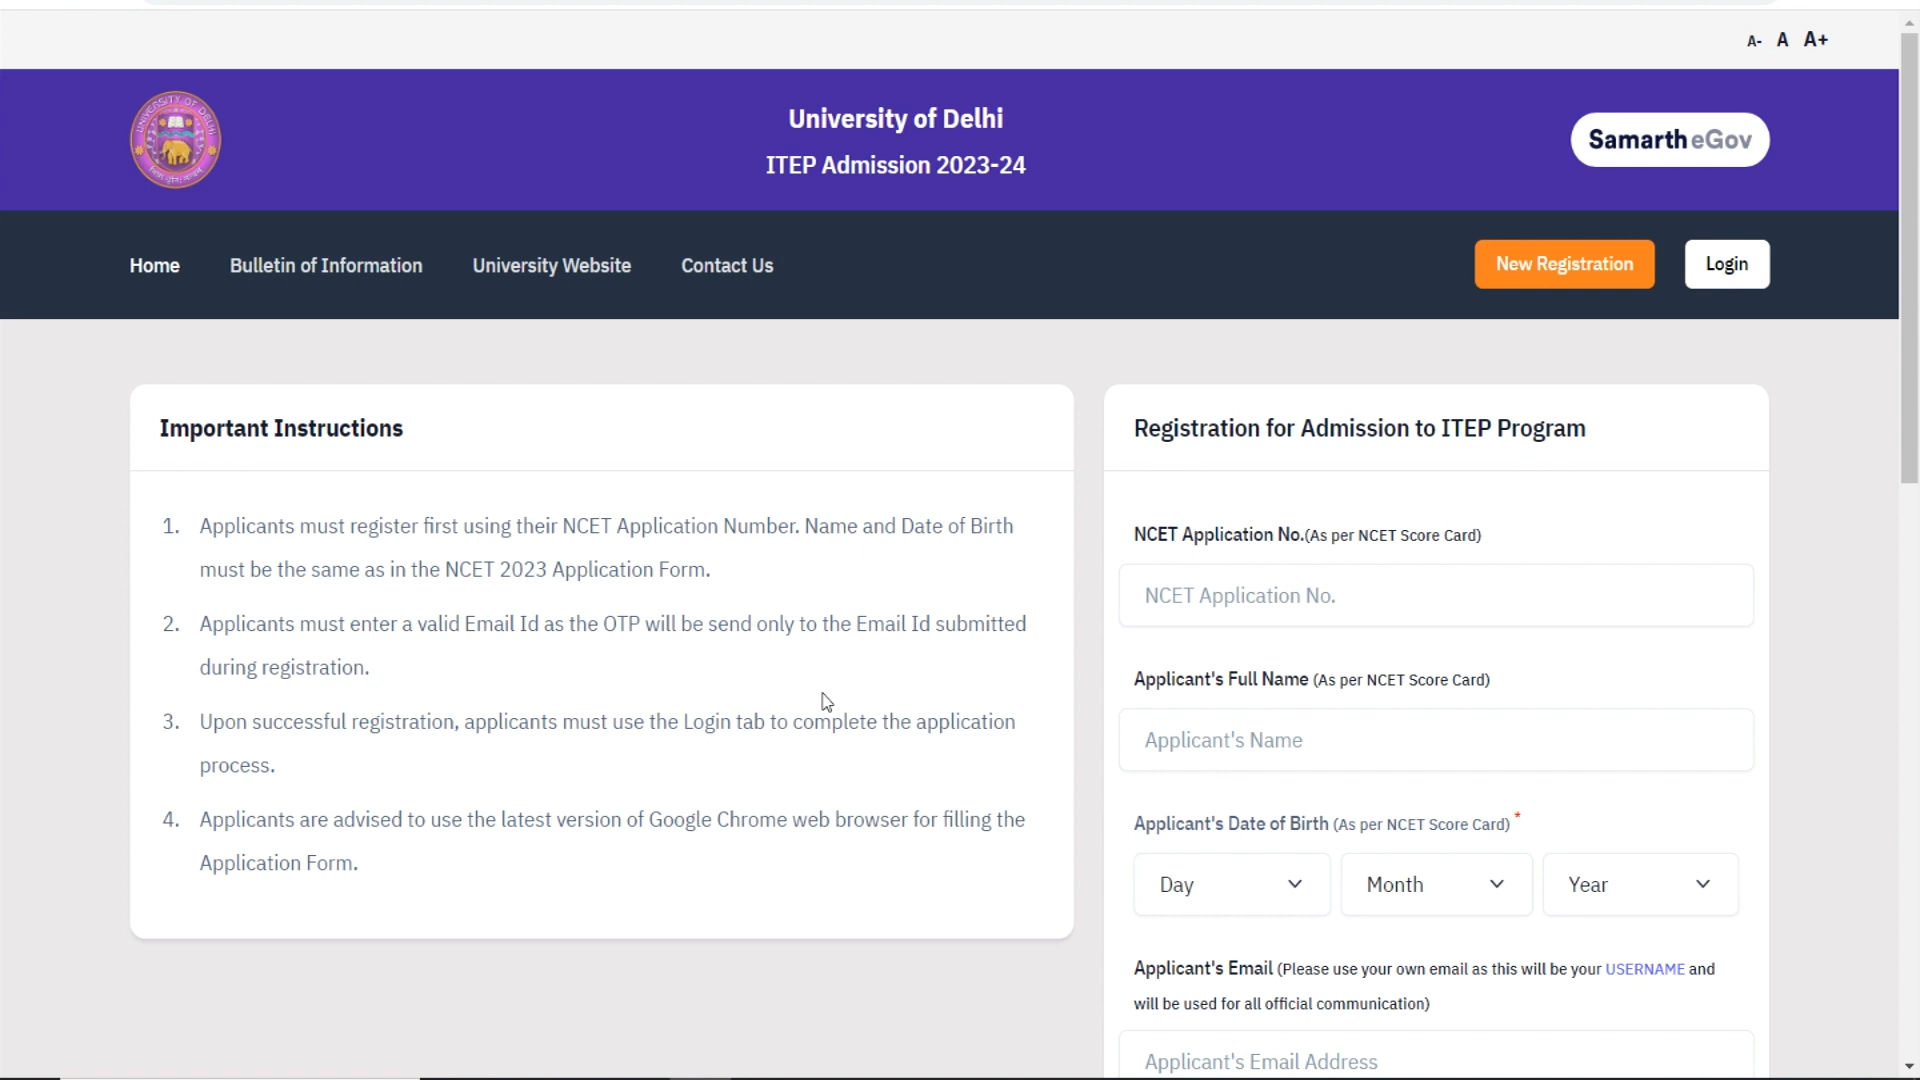 A- A A+
UNIVERSITY OF DELHI
University of Delhi
ITEP Admission 2023-24
Samarth eGov
Home Bulletin of Information University Website Contact Us New Registration Login
Important Instructions
1. Applicants must register first using their NCET Application Number. Name and Date of Birth
must be the same as in the NCET 2023 Application Form.
2. Applicants must enter a valid Email Id as the OTP will be send only to the Email Id submitted
during registration.
3. Upon successful registration, applicants must use the Login tab to complete the application
process.
4. Applicants are advised to use the latest version of Google Chrome web browser for filling the
Application Form.
Registration for Admission to ITEP Program
NCET Application No.(As per NCET Score Card)
NCET Application No.
Applicant's Full Name (As per NCET Score Card)
Applicant's Name
Applicant's Date of Birth (As per NCET Score Card) *
Day Month Year
Applicant's Email (Please use your own email as this will be your USERNAME and
will be used for all official communication)
Applicant's Email Address